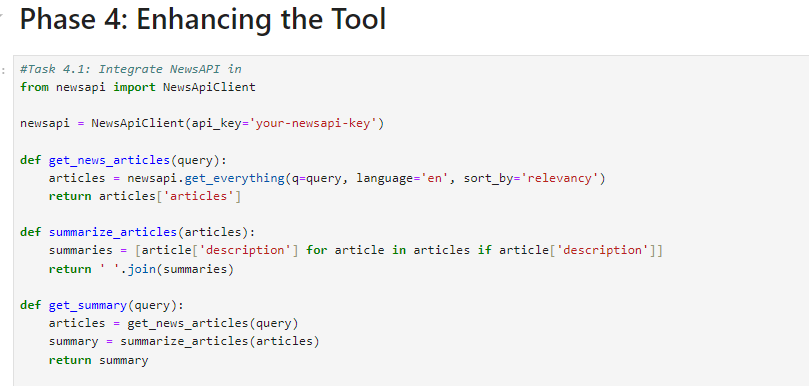 Phase 4: Enhancing the Tool
#Task 4.1: Integrate NewsAPI in
from newsapi import NewsApiClient
newsapi = NewsApiClient(api_key='your-newsapi-key')
def get_news_articles(query):
    articles = newsapi.get_everything(q=query, language='en', sort_by='relevancy')
    return articles['articles']
def summarize_articles(articles):
    summaries = [article['description'] for article in articles if article['description']]
    return ' '.join(summaries)
def get_summary(query):
    articles = get_news_articles(query)
    summary = summarize_articles(articles)
    return summary